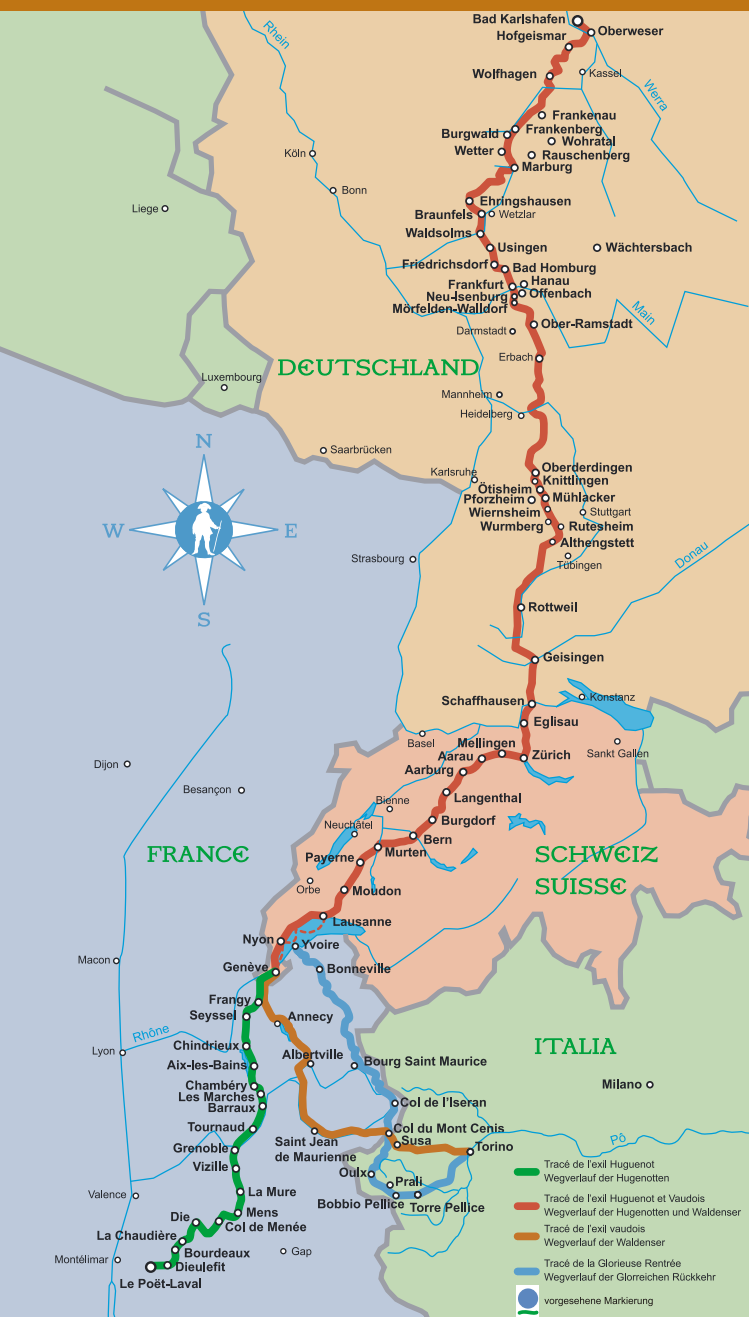 Bad Karlshafen
Oberweser
Hofgeismar
Rhein
Wolfhagen
Kassel
Werra
Frankenau
Frankenberg
Burgwald
Wohratal
Wetter
Rauschenberg
Marburg
Köln
Bonn
Liege
Ehringshausen
Braunfels
Wetzlar
Waldsolms
Usingen
Wächtersbach
Friedrichsdorf
Bad Homburg
Frankfurt
Hanau
Neu-Isenburg
Offenbach
Mörfelden-Walldorf
Main
Ober-Ramstadt
Darmstadt
Erbach
DEUTSCHLAND
Luxembourg
Mannheim
Heidelberg
Saarbrücken
N
W
E
S
Karlsruhe
Oberderdingen
Knittlingen
Ötisheim
Pforzheim
Mühlacker
Wiernsheim
Stuttgart
Wurmberg
Rutesheim
Althengstett
Tübingen
Strasbourg
Donau
Rottweil
Geisingen
Schaffhausen
Konstanz
Eglisau
Basel
Mellingen
Zürich
Sankt Gallen
Aarau
Aarburg
Dijon
Besançon
Bienne
Langenthal
Neuchâtel
Burgdorf
Bern
FRANCE
Murten
Payerne
SCHWEIZ
SUISSE
Orbe
Moudon
Lausanne
Nyon
Yvoire
Macon
Genève
Bonneville
Frangy
Seyssel
Annecy
Rhône
Chindrieux
Lyon
Albertville
Aix-les-Bains
Bourg Saint Maurice
ITALIA
Chambéry
Les Marches
Barraux
Milano
Col de l'Iseran
Tournaud
Col du Mont Cenis
Saint Jean
de Maurienne
Susa
Pô
Torino
Grenoble
Vizille
Oulx
Prali
La Mure
Valence
Bobbio Pellice
Torre Pellice
Mens
Die
Col de Menée
La Chaudière
Bourdeaux
Gap
Montélimar
Dieulefit
Le Poët-Laval
Tracé de l'exil Huguenot
Wegverlauf der Hugenotten
Tracé de l'exil Huguenot et Vaudois
Wegverlauf der Hugenotten und Waldenser
Tracé de l'exil vaudois
Wegverlauf der Waldenser
Tracé de la Glorieuse Rentrée
Wegverlauf der Glorreichen Rückkehr
vorgesehene Markierung